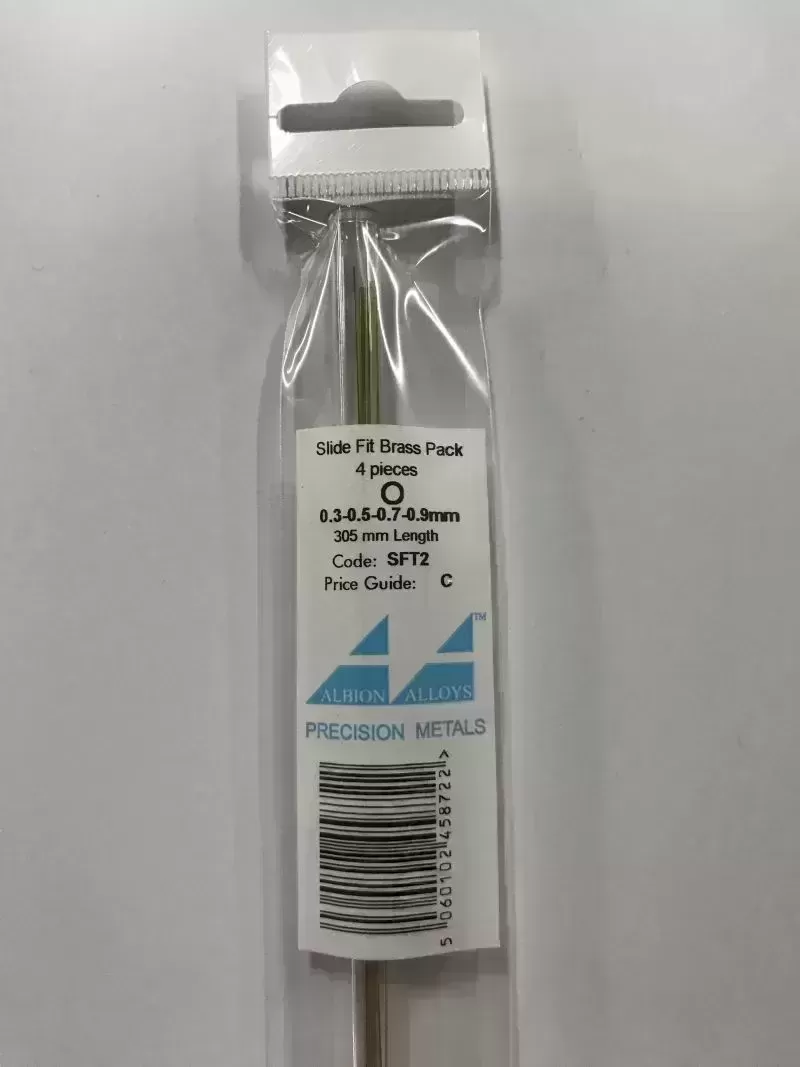 Slide Fit Brass Pack
4 pieces
O
0.3-0.5-0.7-0.9mm
305 mm Length
Code: SFT2
Price Guide: C
TM
ALBION ALLOYS
PRECISION METALS
5 060102 458722 >